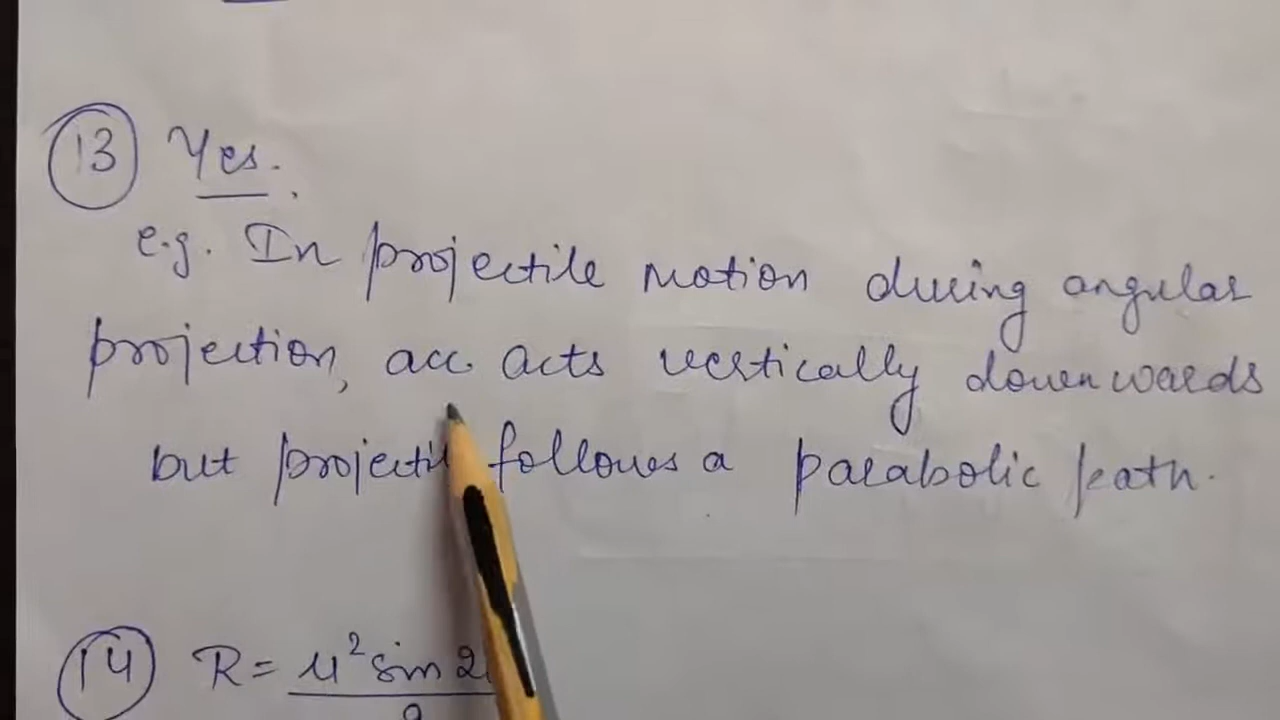 13 Yes.
e.g. In projectile motion during angular
projection, acc. acts vertically downwards
but projectil follows a parabolic path.
14 R = u² sin 2